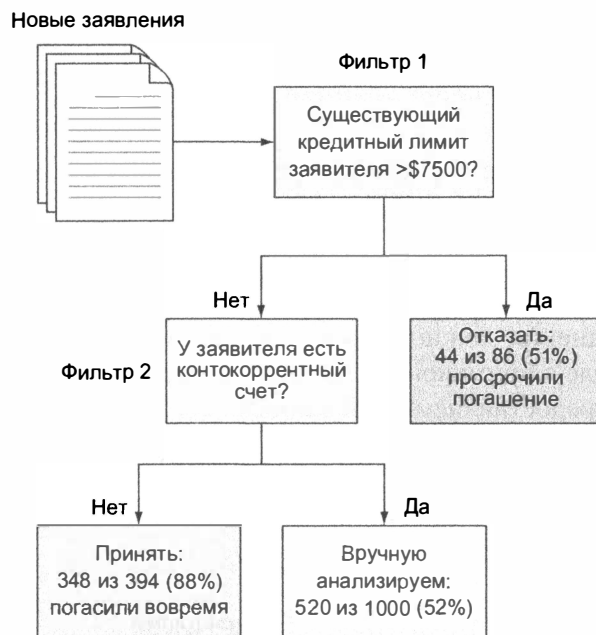 Новые заявления
Фильтр 1
Существующий
кредитный лимит
заявителя >$7500?
Нет
Да
Фильтр 2
У заявителя есть
контокоррентный
счет?
Отказать:
44 из 86 (51%)
просрочили
погашение
Нет
Да
Принять:
348 из 394 (88%)
погасили вовремя
Вручную
анализируем:
520 из 1000 (52%)